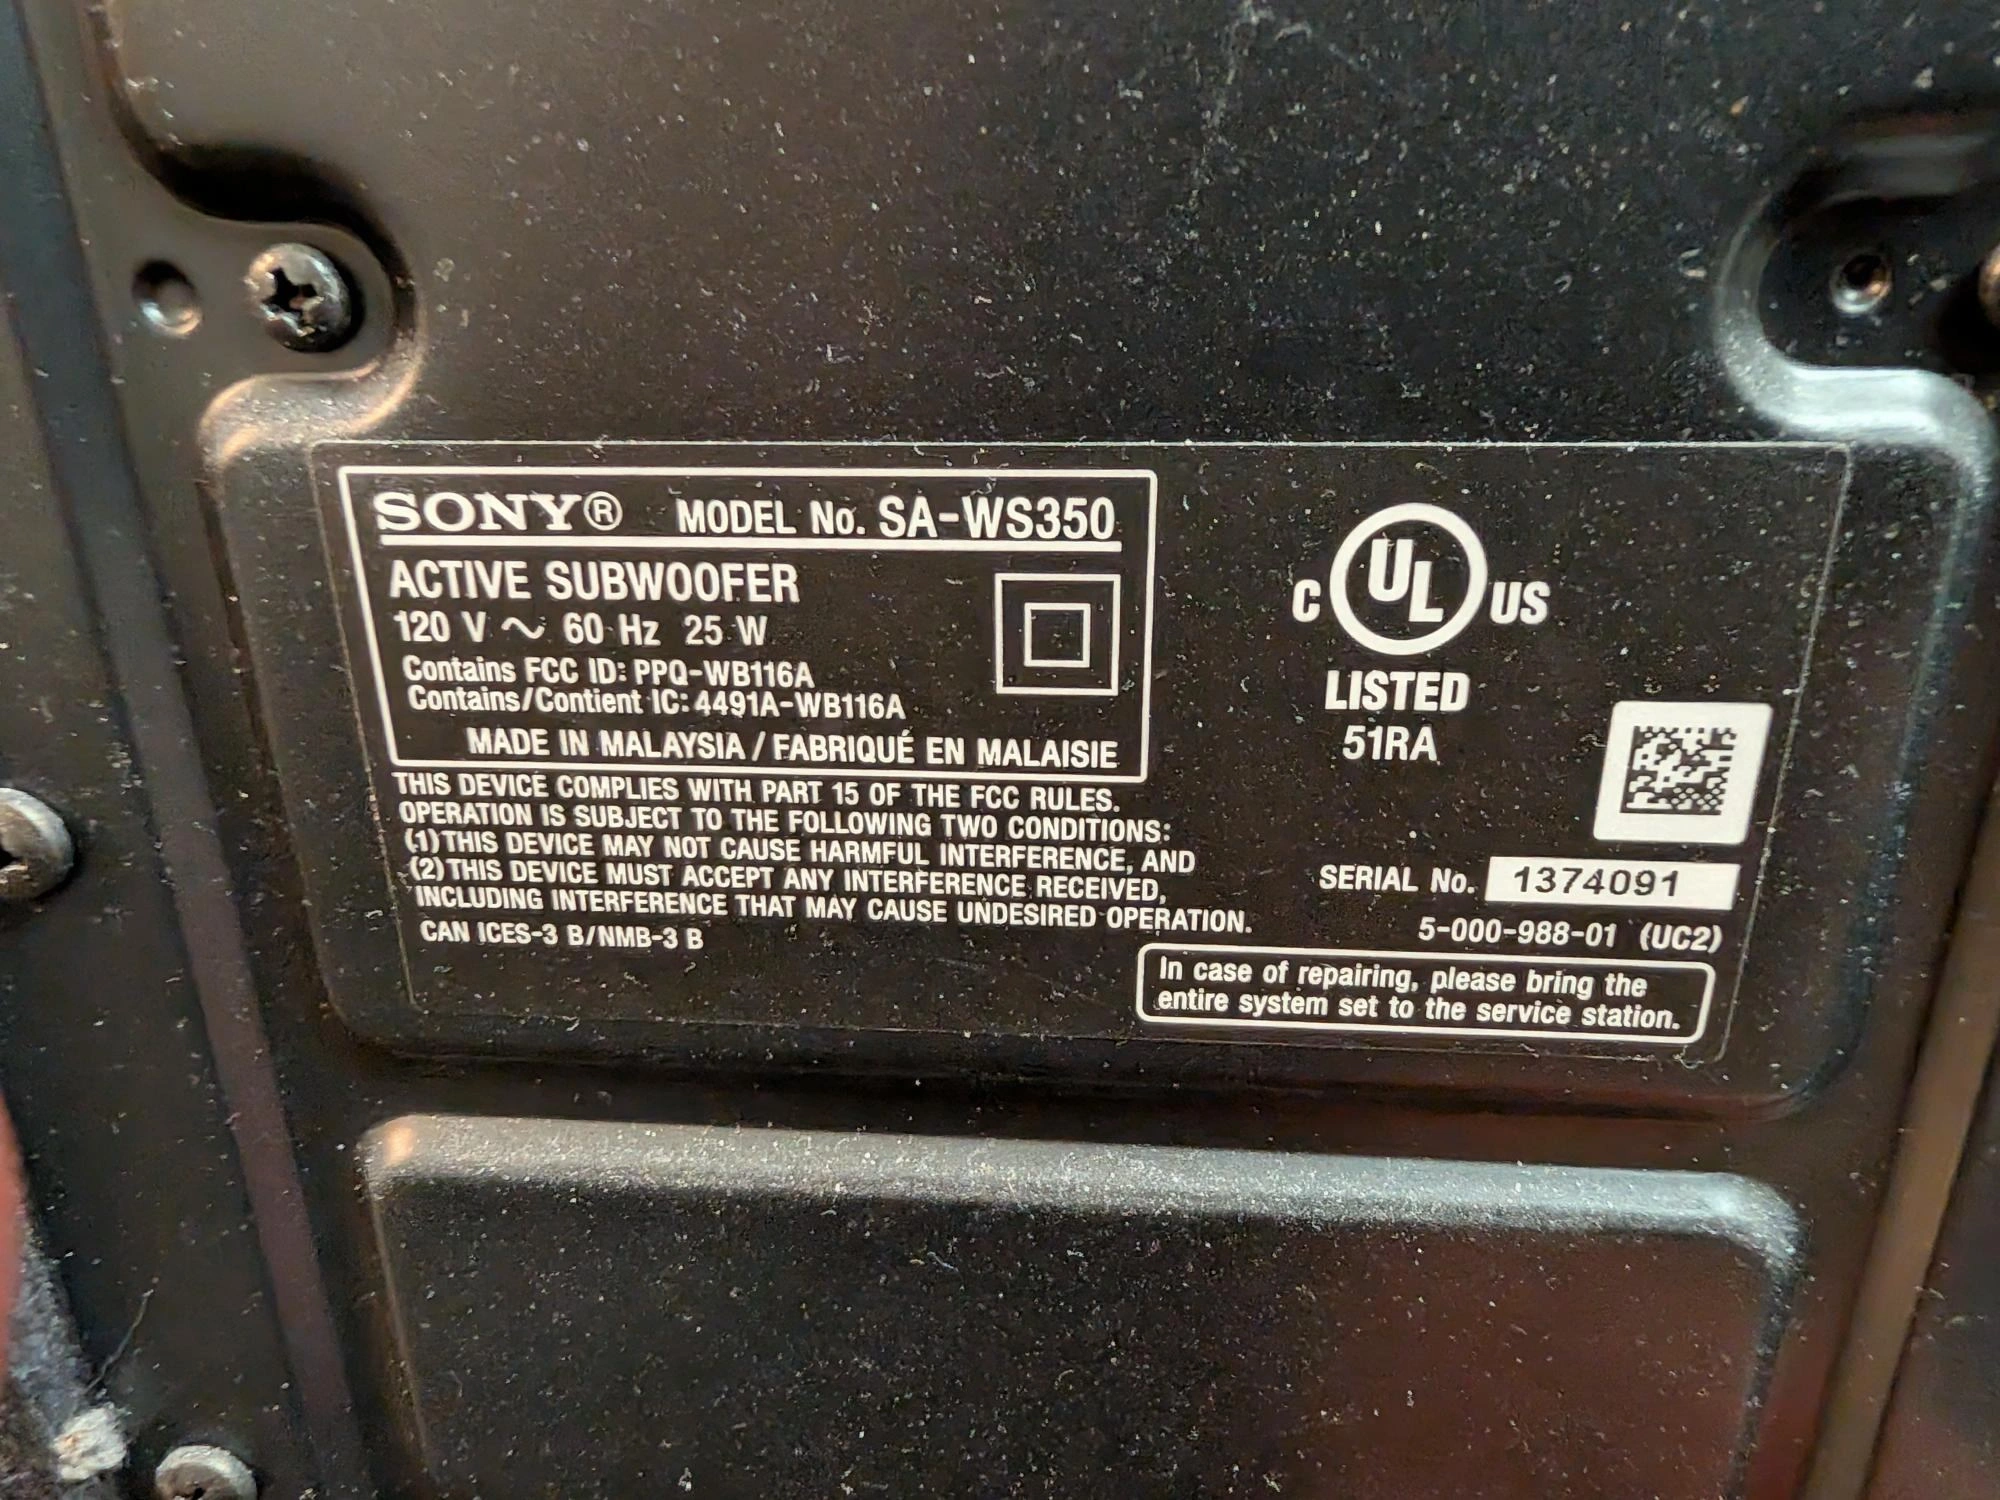 SONY® MODEL No. SA-WS350
ACTIVE SUBWOOFER
120 V ~ 60 Hz 25 W
Contains FCC ID: PPQ-WB116A
Contains/Contient IC: 4491A-WB116A
MADE IN MALAYSIA / FABRIQUÉ EN MALAISIE
THIS DEVICE COMPLIES WITH PART 15 OF THE FCC RULES.
OPERATION IS SUBJECT TO THE FOLLOWING TWO CONDITIONS:
(1) THIS DEVICE MAY NOT CAUSE HARMFUL INTERFERENCE, AND
(2) THIS DEVICE MUST ACCEPT ANY INTERFERENCE RECEIVED,
INCLUDING INTERFERENCE THAT MAY CAUSE UNDESIRED OPERATION.
CAN ICES-3 B/NMB-3 B
C UL US
LISTED
51RA
SERIAL No. 1374091
5-000-988-01 (UC2)
In case of repairing, please bring the
entire system set to the service station.